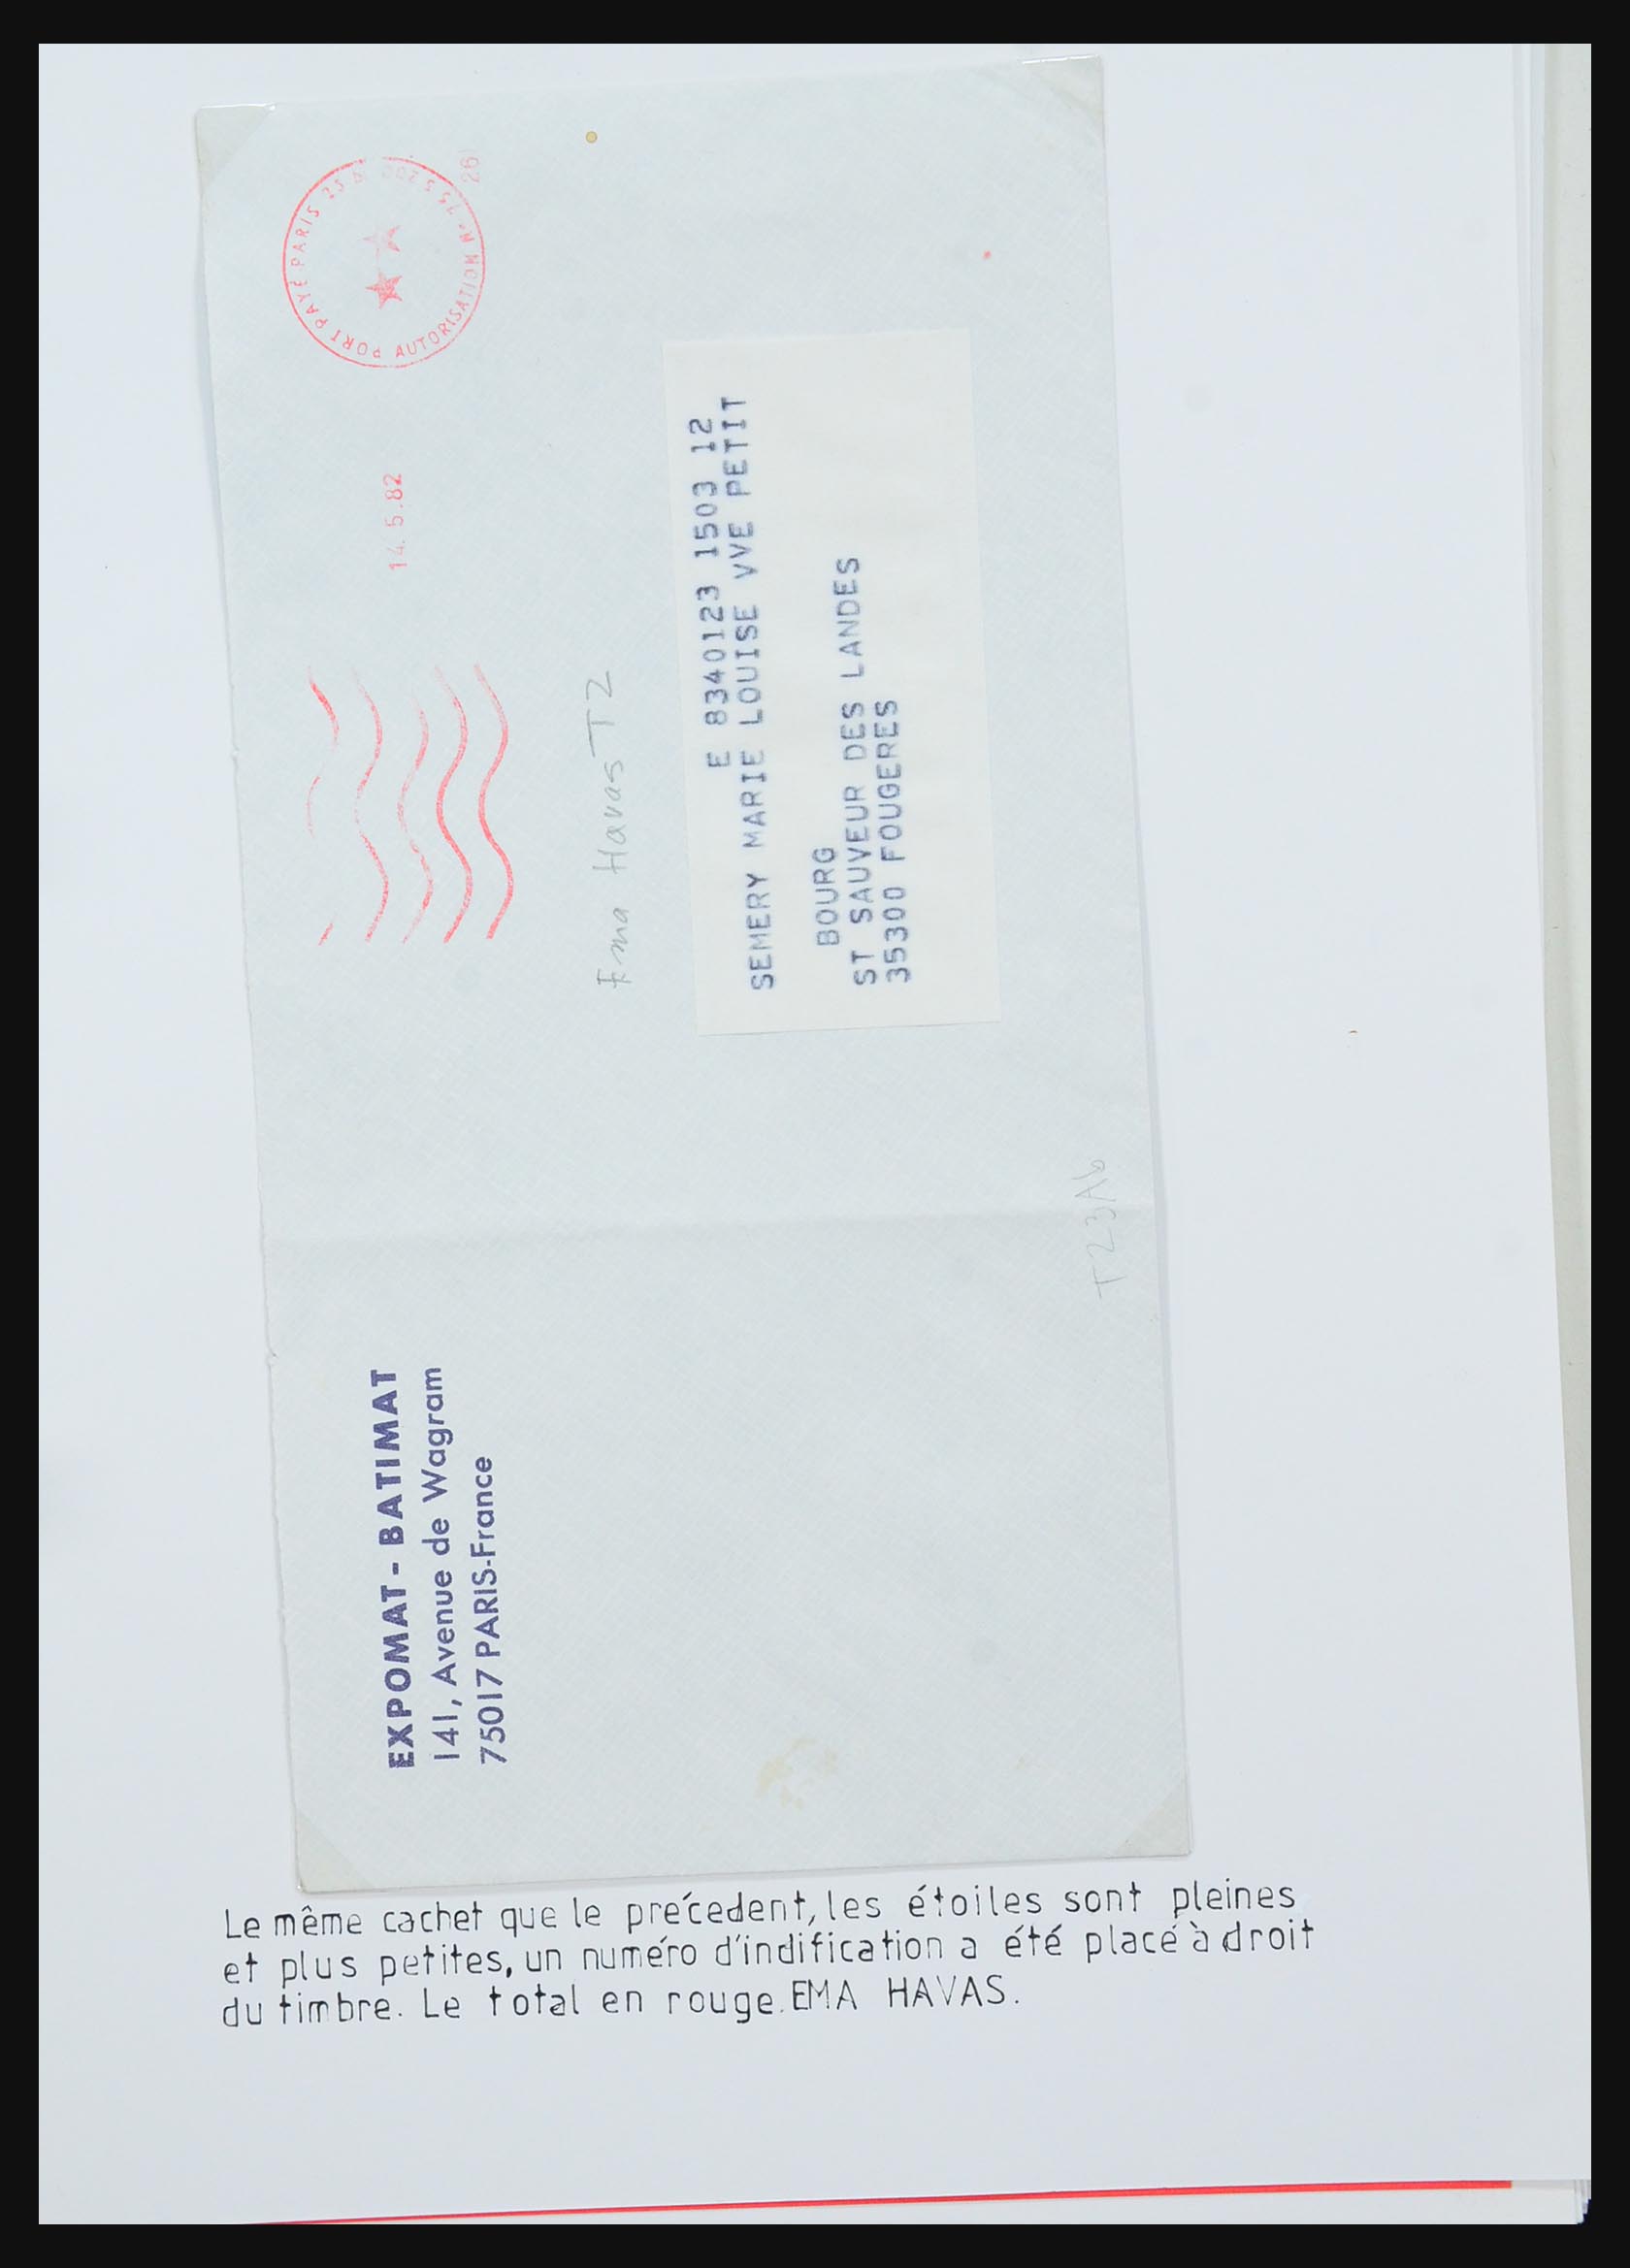 EXPOMAT - BATIMAT
141, Avenue de Wagram
75017 PARIS-France
14.5.82
PORT PAYÉ PARIS 25
AUTORISATION N°
26
Ema Havas T2
E 8340123 1503 12
SEMERY MARIE LOUISE VVE PETIT
BOURG
ST SAUVEUR DES LANDES
35300 FOUGERES
T23A6
Le même cachet que le précedent, les étoiles sont pleines
et plus petites, un numéro d'indification a été placé à droit
du timbre. Le total en rouge. EMA HAVAS.